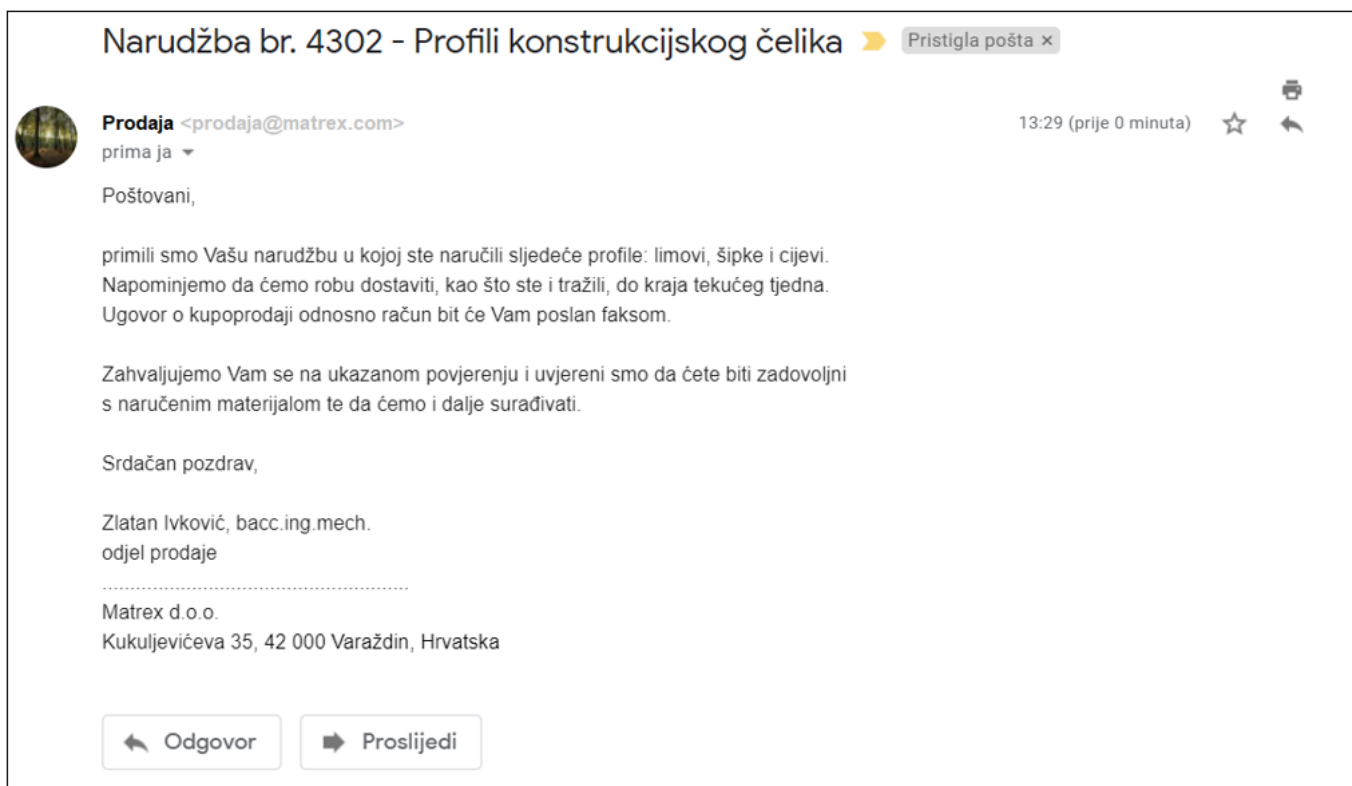 Narudžba br. 4302 - Profili konstrukcijskog čelika Pristigla pošta ×
Prodaja <prodaja@matrex.com> 13:29 (prije 0 minuta)
prima ja
Poštovani,
primili smo Vašu narudžbu u kojoj ste naručili sljedeće profile: limovi, šipke i cijevi.
Napominjemo da ćemo robu dostaviti, kao što ste i tražili, do kraja tekućeg tjedna.
Ugovor o kupoprodaji odnosno račun bit će Vam poslan faksom.
Zahvaljujemo Vam se na ukazanom povjerenju i uvjereni smo da ćete biti zadovoljni
s naručenim materijalom te da ćemo i dalje surađivati.
Srdačan pozdrav,
Zlatan Ivković, bacc.ing.mech.
odjel prodaje
.......................................................
Matrex d.o.o.
Kukuljevićeva 35, 42 000 Varaždin, Hrvatska
Odgovor Proslijedi